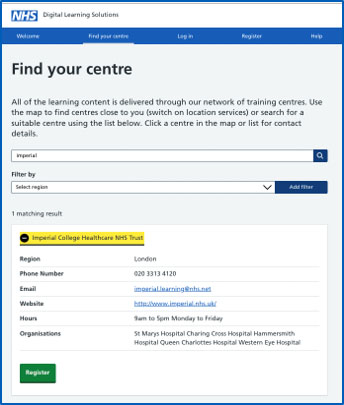 NHS Digital Learning Solutions
Welcome Find your centre Log in Register Help
Find your centre
All of the learning content is delivered through our network of training centres. Use
the map to find centres close to you (switch on location services) or search for a
suitable centre using the list below. Click a centre in the map or list for contact
details.
imperial
Filter by
Select region Add filter
1 matching result
Imperial College Healthcare NHS Trust
Region London
Phone Number 020 3313 4120
Email imperial.learning@nhs.net
Website http://www.imperial.nhs.uk/
Hours 9am to 5pm Monday to Friday
Organisations St Marys Hospital Charing Cross Hospital Hammersmith
Hospital Queen Charlottes Hospital Western Eye Hospital
Register